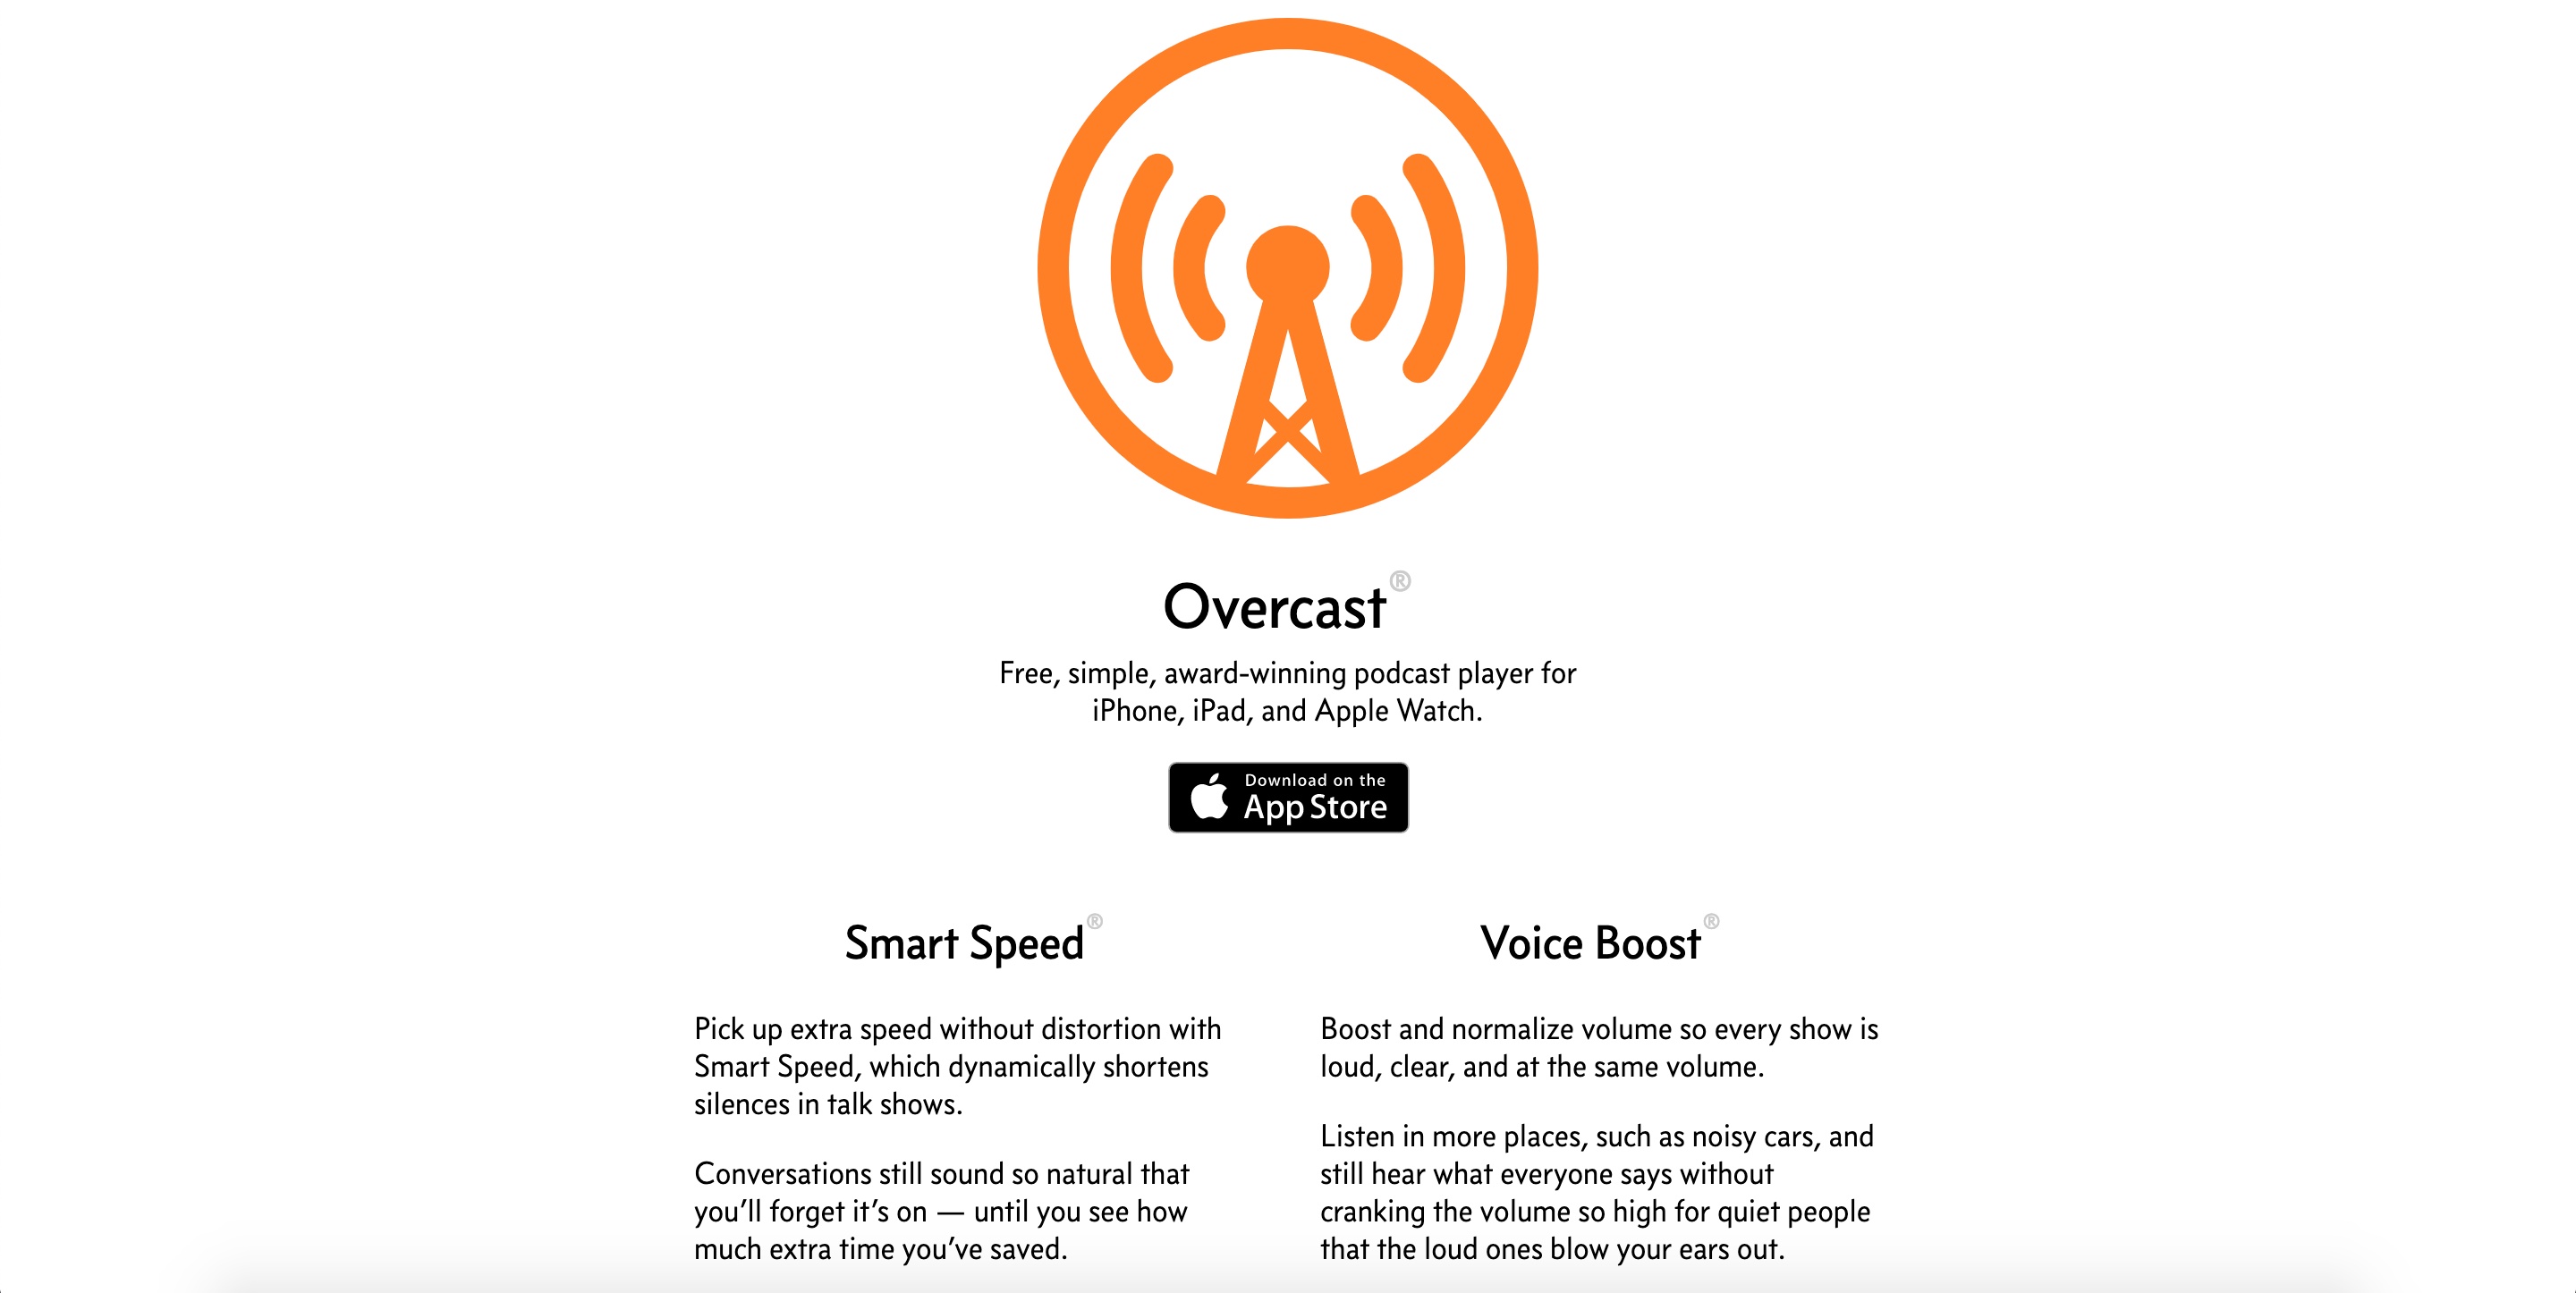 Overcast®
Free, simple, award-winning podcast player for
iPhone, iPad, and Apple Watch.
Download on the
App Store
Smart Speed®
Pick up extra speed without distortion with
Smart Speed, which dynamically shortens
silences in talk shows.
Conversations still sound so natural that
you’ll forget it’s on — until you see how
much extra time you’ve saved.
Voice Boost®
Boost and normalize volume so every show is
loud, clear, and at the same volume.
Listen in more places, such as noisy cars, and
still hear what everyone says without
cranking the volume so high for quiet people
that the loud ones blow your ears out.